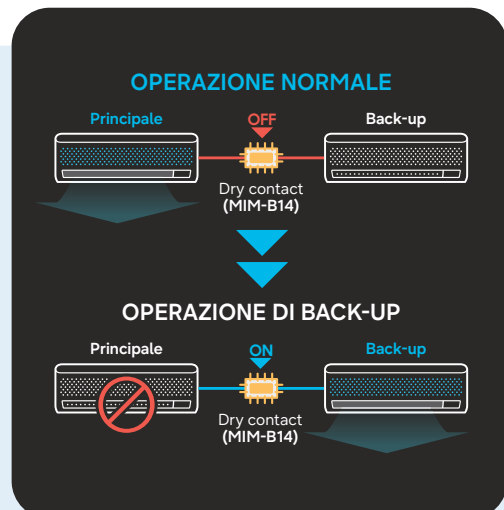 OPERAZIONE NORMALE
Principale
OFF
Back-up
Dry contact
(MIM-B14)
OPERAZIONE DI BACK-UP
Principale
ON
Back-up
Dry contact
(MIM-B14)